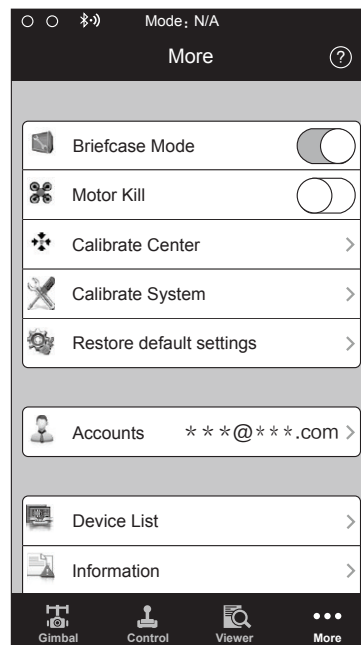 Mode: N/A
More
?
Briefcase Mode
Motor Kill
Calibrate Center
Calibrate System
Restore default settings
Accounts ***@***.com
Device List
Information
Gimbal Control Viewer More